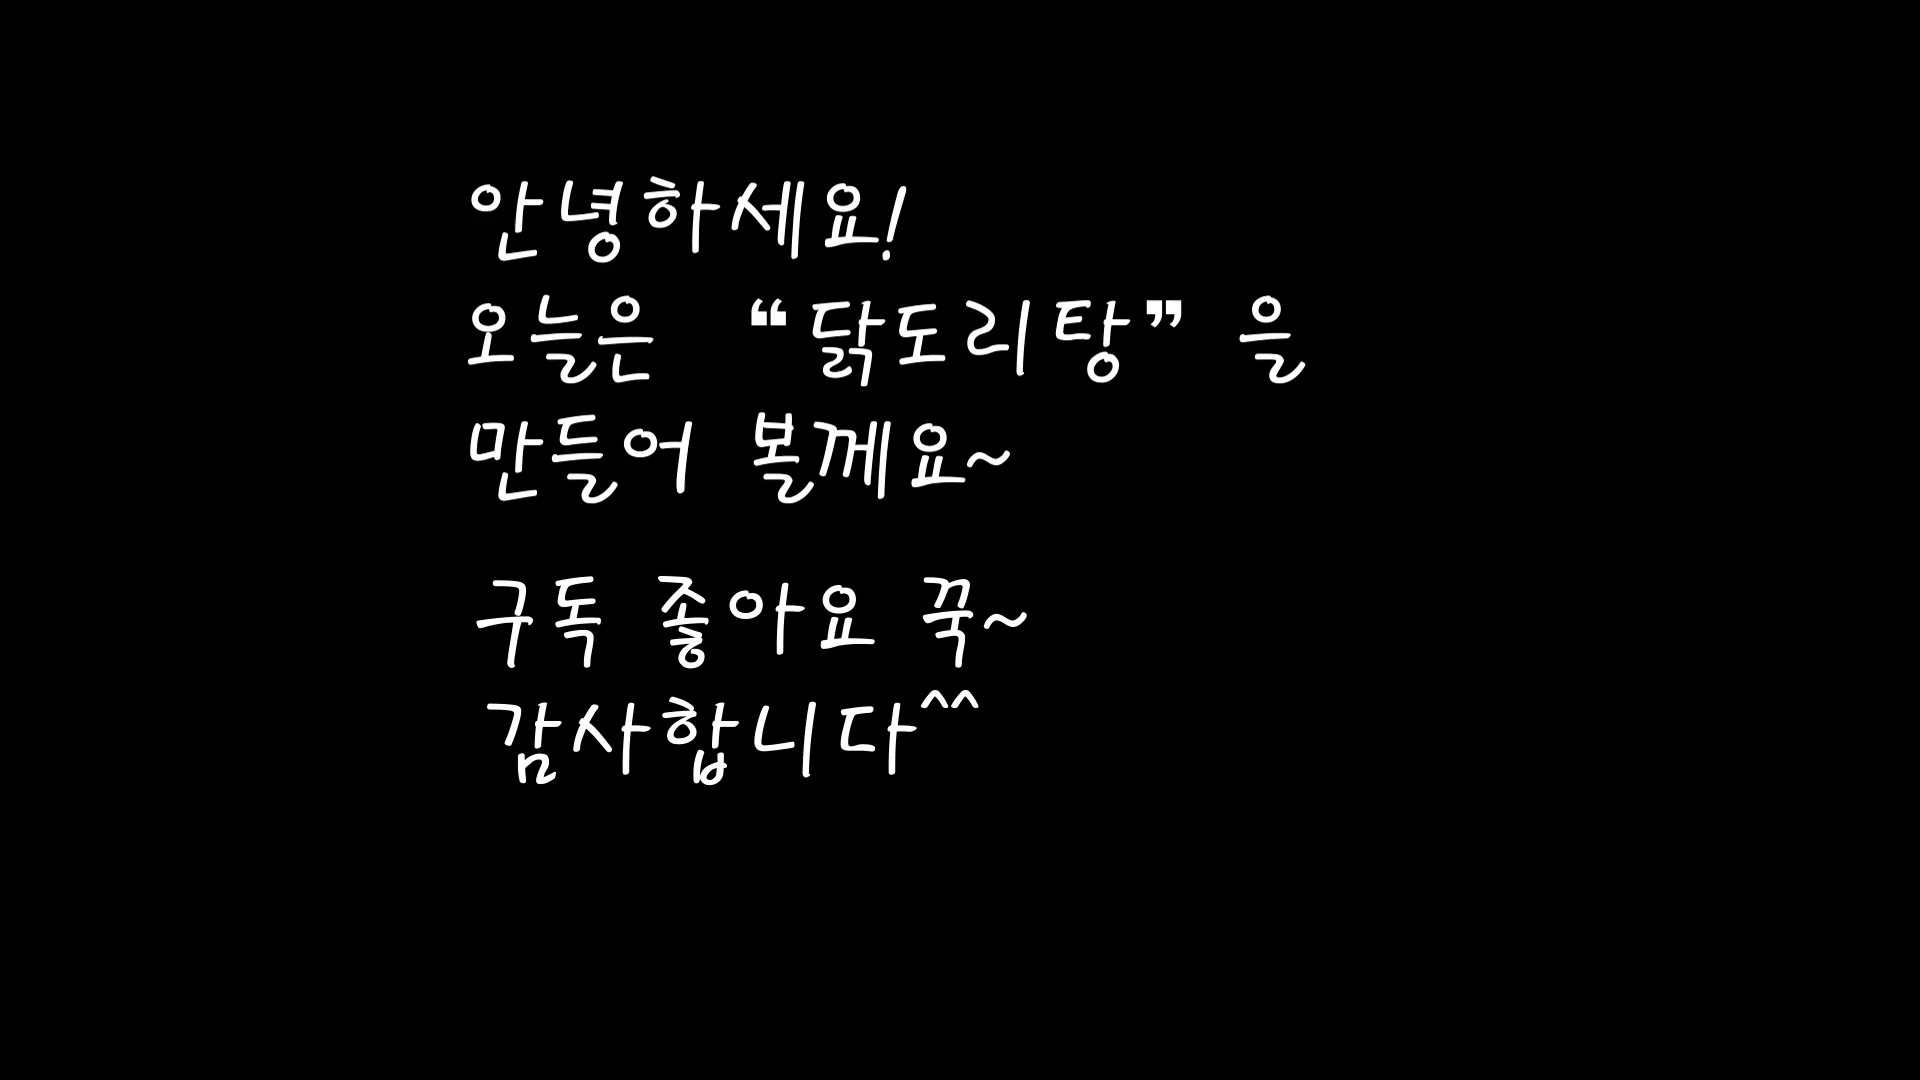 안녕하세요!
오늘은 “닭도리탕” 을
만들어 볼께요~
구독 좋아요 꾹~
감사합니다^^